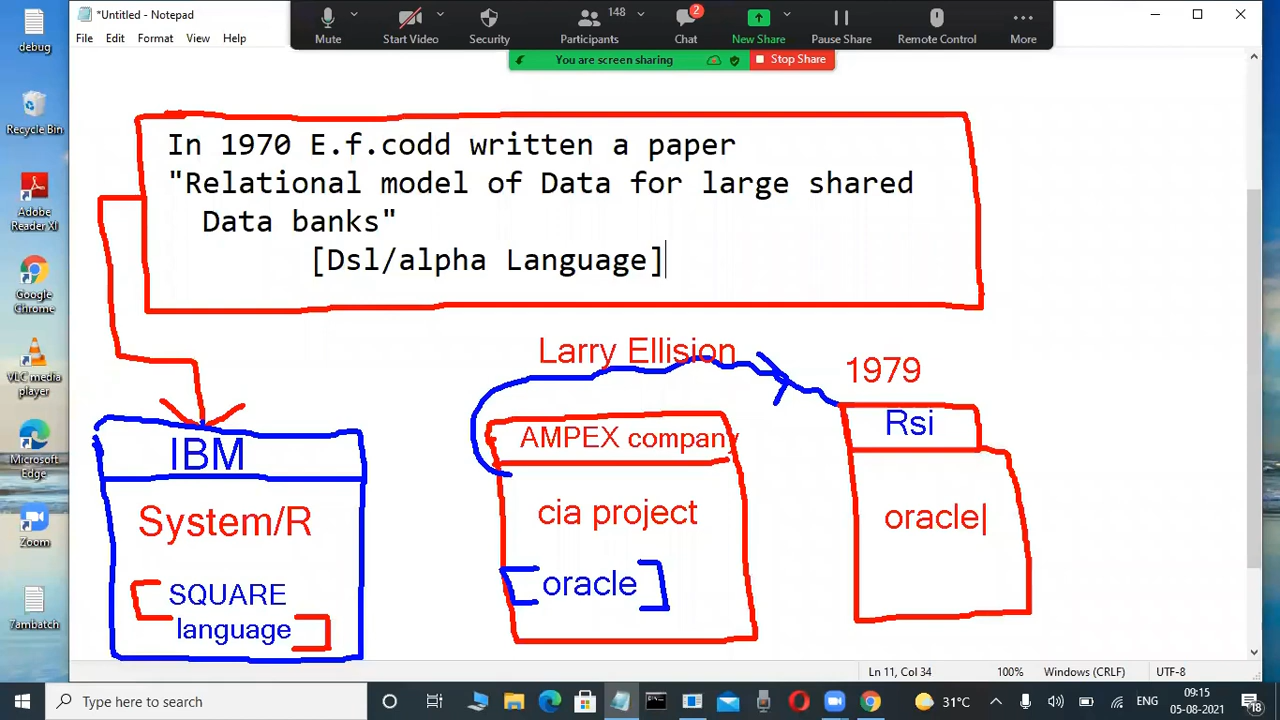 *Untitled - Notepad
File Edit Format View Help
Mute
Start Video
Security
148
Participants
2
Chat
New Share
Pause Share
Remote Control
More
You are screen sharing
Stop Share
debug
Recycle Bin
Adobe
Reader XI
Google
Chrome
VLC media
player
Microsoft
Edge
Zoom
7ambatch
In 1970 E.f.codd written a paper
"Relational model of Data for large shared
Data banks"
[Dsl/alpha Language]
Larry Ellision
1979
IBM
System/R
SQUARE
language
AMPEX company
cia project
oracle
Rsi
oracle
Ln 11, Col 34 100% Windows (CRLF) UTF-8
Type here to search
31°C
ENG
09:15
05-08-2021
18